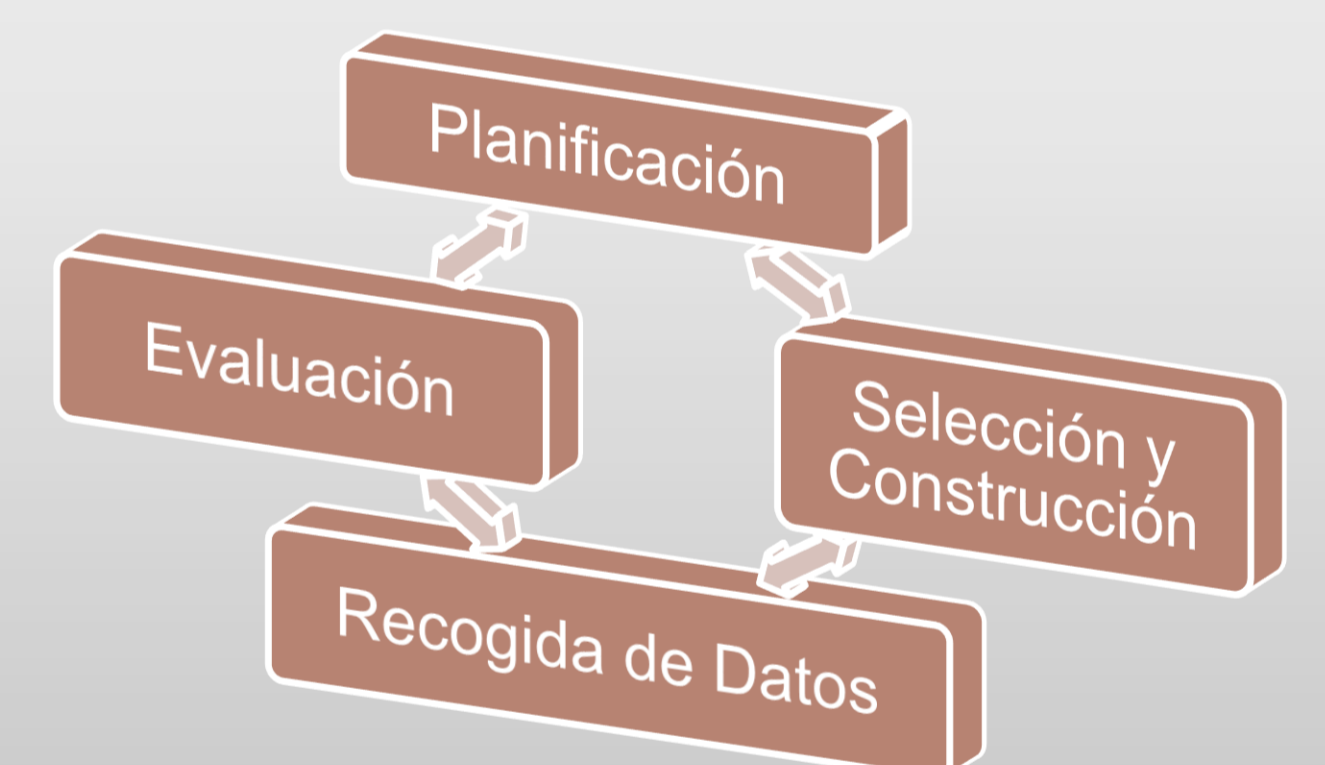 Planificación
Evaluación
Selección y
Construcción
Recogida de Datos